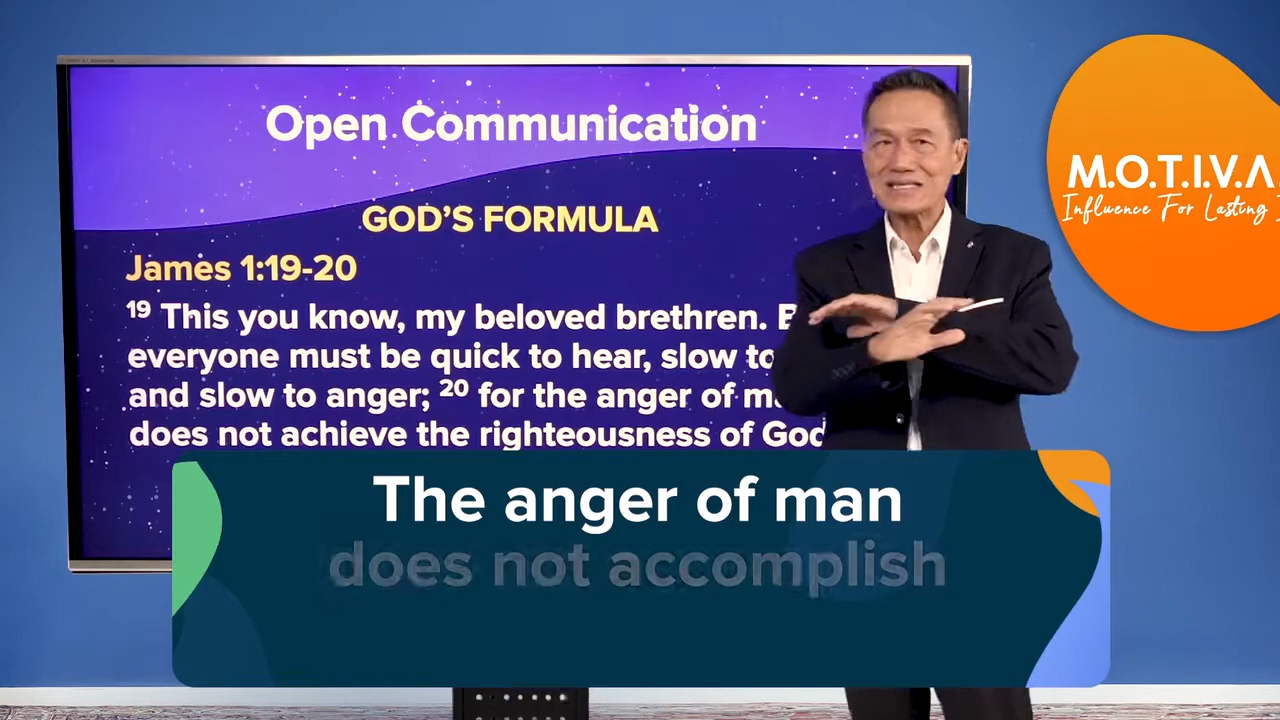 Open Communication
GOD'S FORMULA
James 1:19-20
19 This you know, my beloved brethren.
everyone must be quick to hear, slow to
and slow to anger; 20 for the anger of
does not achieve the righteousness of God
The anger of man
does not accomplish
M.O.T.I.V.A
Influence For Lasting